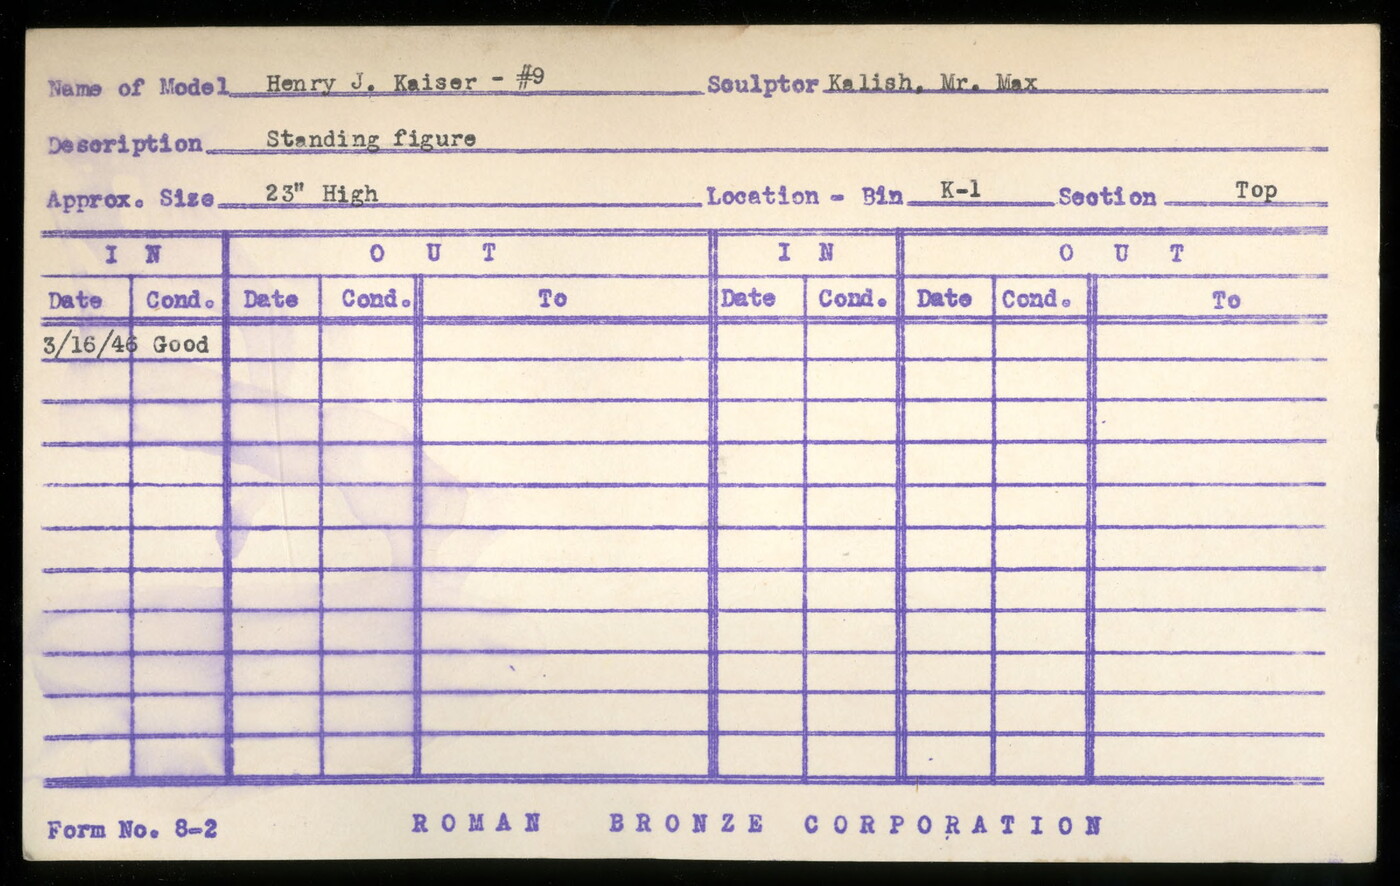 Name of Model Henry J. Kaiser - #9 Sculptor Kalish, Mr. Max
Description Standing figure
Approx. Size 23" High Location - Bin K-1 Section Top
IN OUT IN OUT
Date Cond. Date Cond. To Date Cond. Date Cond. To
3/16/46 Good
Form No. 8-2 ROMAN BRONZE CORPORATION